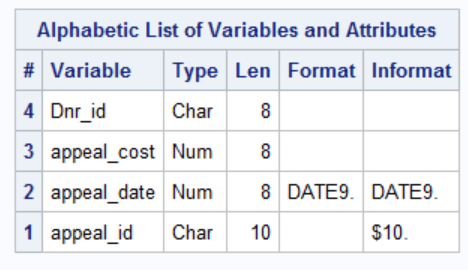 Alphabetic List of Variables and Attributes
# Variable Type Len Format Informat
4 Dnr_id Char 8
3 appeal_cost Num 8
2 appeal_date Num 8 DATE9. DATE9.
1 appeal_id Char 10 $10.